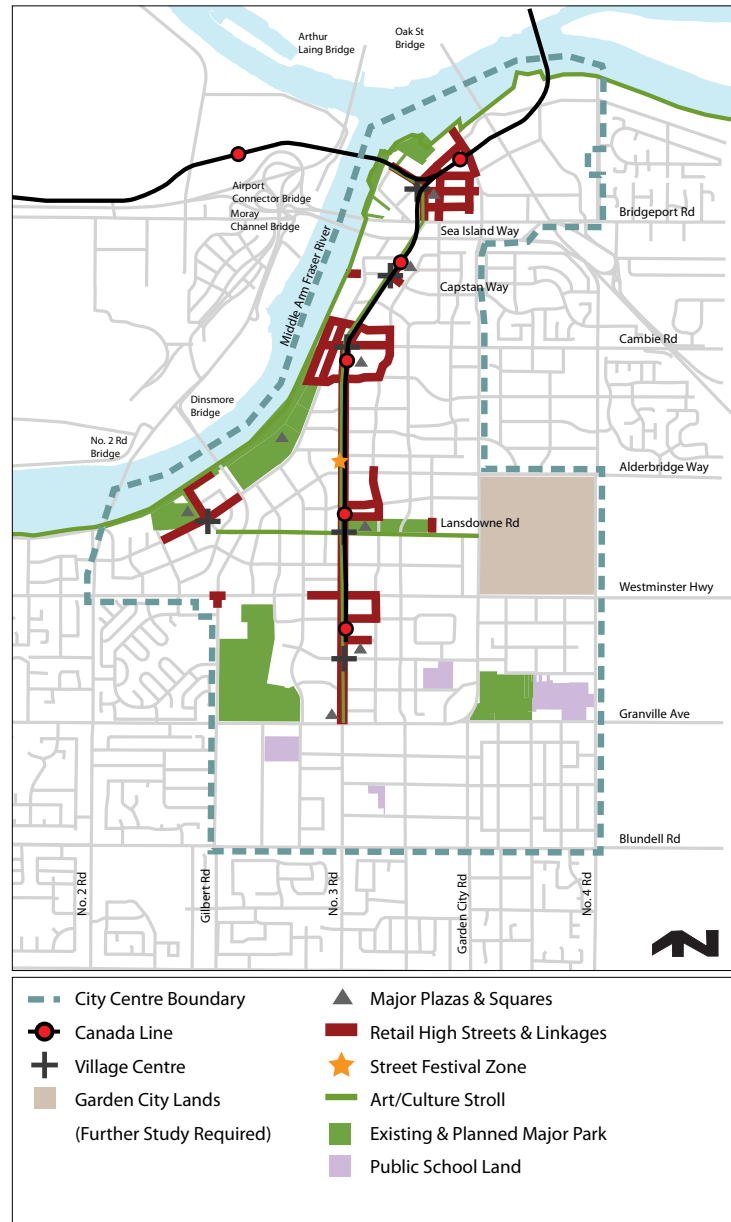 Arthur
Laing Bridge
Oak St
Bridge
Airport
Connector Bridge
Moray
Channel Bridge
Bridgeport Rd
Sea Island Way
Middle Arm Fraser River
Capstan Way
Cambie Rd
Dinsmore
Bridge
No. 2 Rd
Bridge
Alderbridge Way
Lansdowne Rd
Westminster Hwy
Granville Ave
Blundell Rd
No. 2 Rd
Gilbert Rd
No. 3 Rd
Garden City Rd
No. 4 Rd
N
City Centre Boundary
Canada Line
Village Centre
Garden City Lands
(Further Study Required)
Major Plazas & Squares
Retail High Streets & Linkages
Street Festival Zone
Art/Culture Stroll
Existing & Planned Major Park
Public School Land